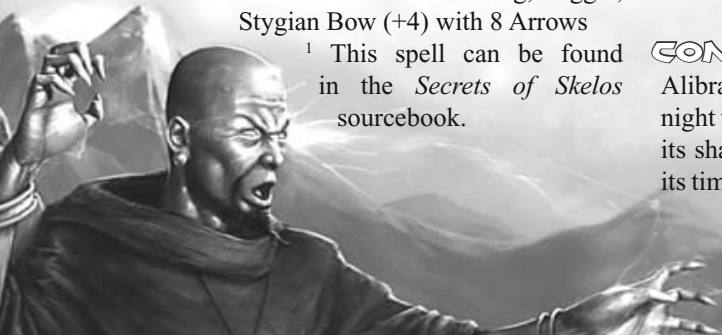 Stygian Bow (+4) with 8 Arrows
¹ This spell can be found
in the Secrets of Skelos
sourcebook.
CON
Alibra
night
its sha
its tim